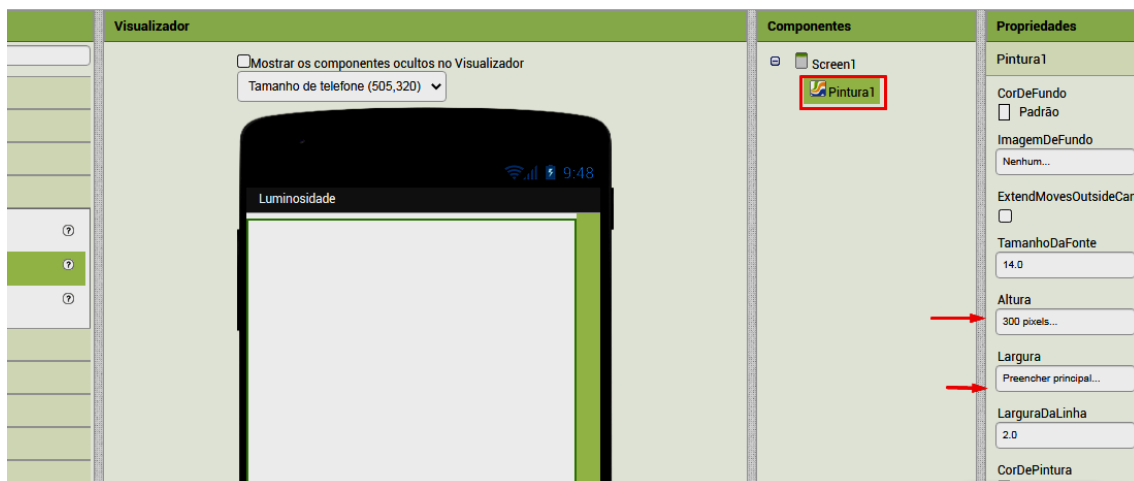 Visualizador
Mostrar os componentes ocultos no Visualizador
Tamanho de telefone (505,320)
9:48
Luminosidade
?
?
?
Componentes
Screen1
Pintura1
Propriedades
Pintura1
CorDeFundo
Padrão
ImagemDeFundo
Nenhum...
ExtendMovesOutsideCan
TamanhoDaFonte
14.0
Altura
300 pixels...
Largura
Preencher principal...
LarguraDaLinha
2.0
CorDePintura